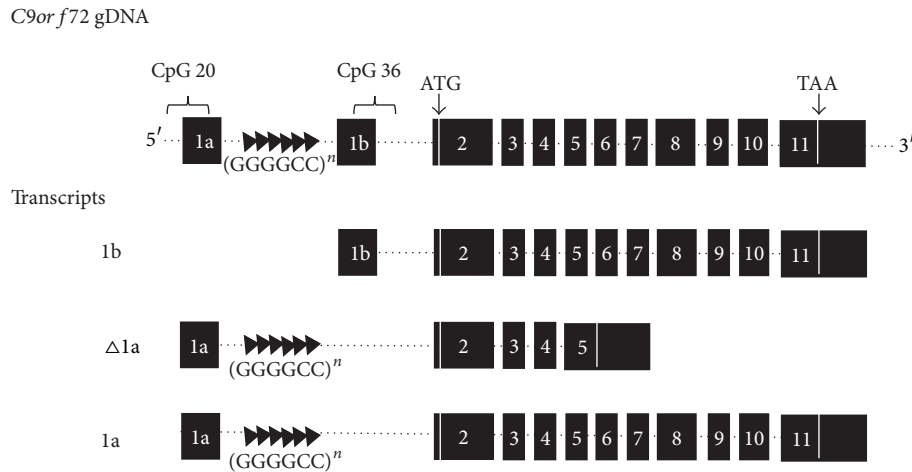 C9orf72 gDNA
CpG 20 CpG 36
ATG TAA
5′ 1a 1b 2 3 4 5 6 7 8 9 10 11 3′
(GGGGCC)ⁿ
Transcripts
1b 1b 2 3 4 5 6 7 8 9 10 11
△1a 1a 2 3 4 5
(GGGGCC)ⁿ
1a 1a 2 3 4 5 6 7 8 9 10 11
(GGGGCC)ⁿ